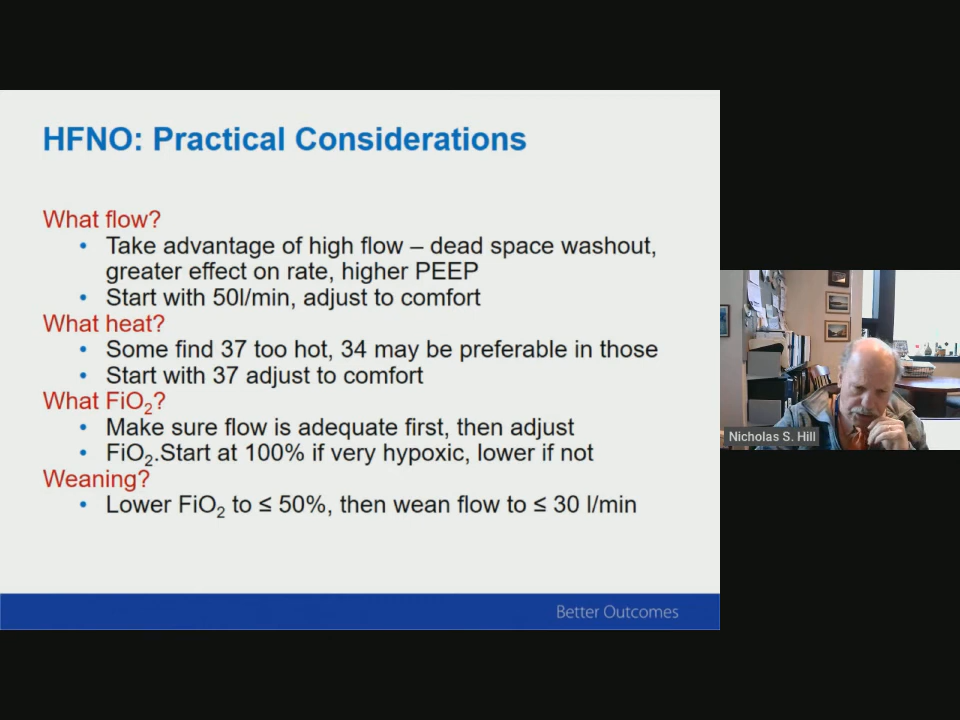 HFNO: Practical Considerations
What flow?
• Take advantage of high flow – dead space washout,
greater effect on rate, higher PEEP
• Start with 50l/min, adjust to comfort
What heat?
• Some find 37 too hot, 34 may be preferable in those
• Start with 37 adjust to comfort
What FiO₂?
• Make sure flow is adequate first, then adjust
• FiO₂.Start at 100% if very hypoxic, lower if not
Weaning?
• Lower FiO₂ to ≤ 50%, then wean flow to ≤ 30 l/min
Better Outcomes
Nicholas S. Hill